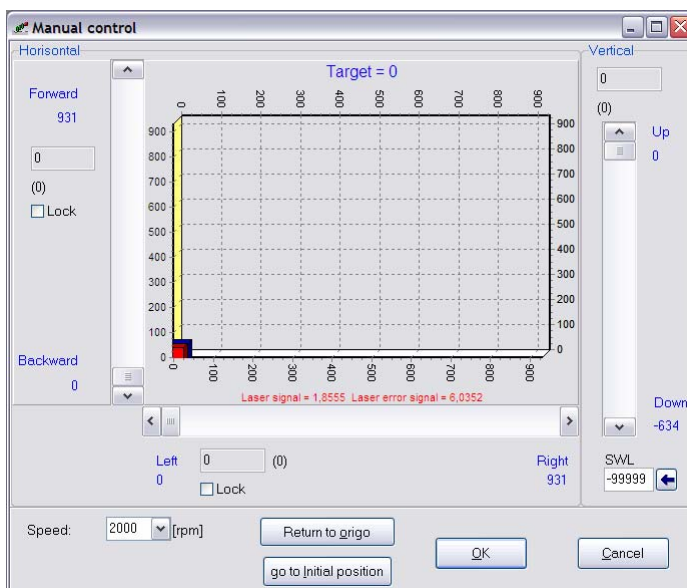 Manual control
Horisontal
Vertical
Target = 0
0 100 200 300 400 500 600 700 800 900
Forward
931
0
(0)
Lock
900
800
700
600
500
400
300
200
100
0
900
800
700
600
500
400
300
200
100
0
0
(0)
Up
0
Backward
0
0 100 200 300 400 500 600 700 800 900
Laser signal = 1,8555 Laser error signal = 6,0352
Down
-634
Left 0 (0) Right
0 931
Lock
SWL
-99999
Speed: 2000 [rpm]
Return to origo
go to Initial position
OK
Cancel